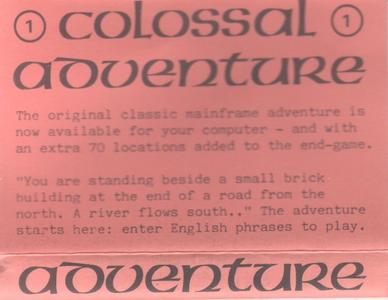 1 colossal 1
adventure
The original classic mainframe adventure is
now available for your computer - and with
an extra 70 locations added to the end-game.
"You are standing beside a small brick
building at the end of a road from the
north. A river flows south.." The adventure
starts here: enter English phrases to play.
adventure